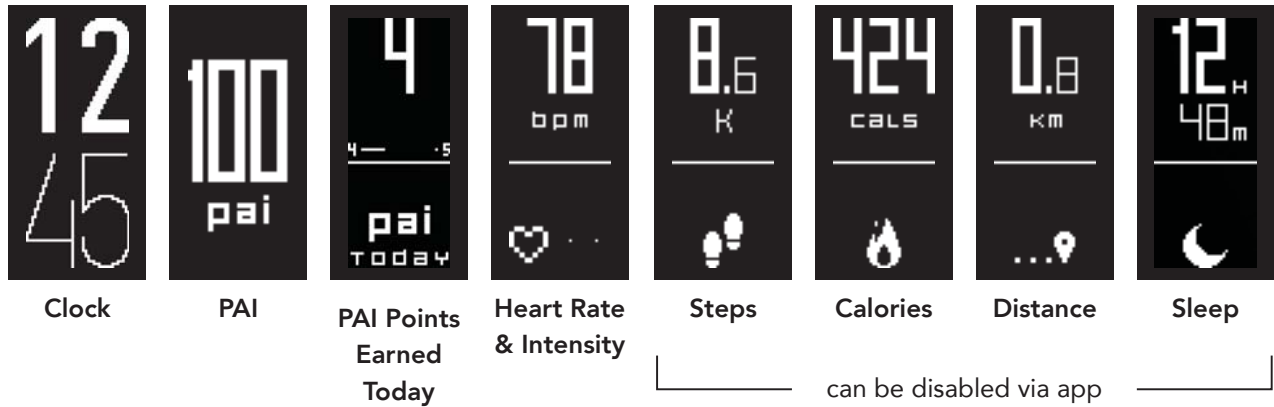 12
45
100
pai
4
4 ·5
pai
TODAY
78
bpm
8.6
K
424
CALS
0.8
KM
12H
48m
Clock
PAI
PAI Points
Earned
Today
Heart Rate
& Intensity
Steps
Calories
Distance
Sleep
can be disabled via app